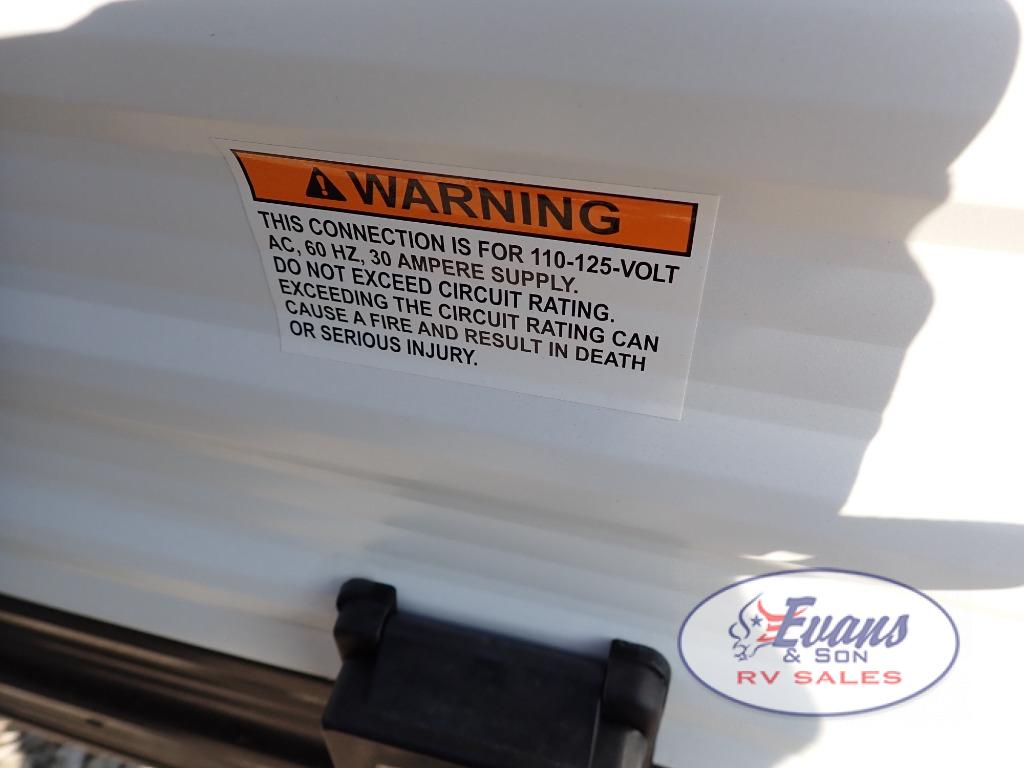 WARNING
THIS CONNECTION IS FOR 110-125-VOLT
AC, 60 HZ, 30 AMPERE SUPPLY.
DO NOT EXCEED CIRCUIT RATING.
EXCEEDING THE CIRCUIT RATING CAN
CAUSE A FIRE AND RESULT IN DEATH
OR SERIOUS INJURY.
Evans
& SON
RV SALES